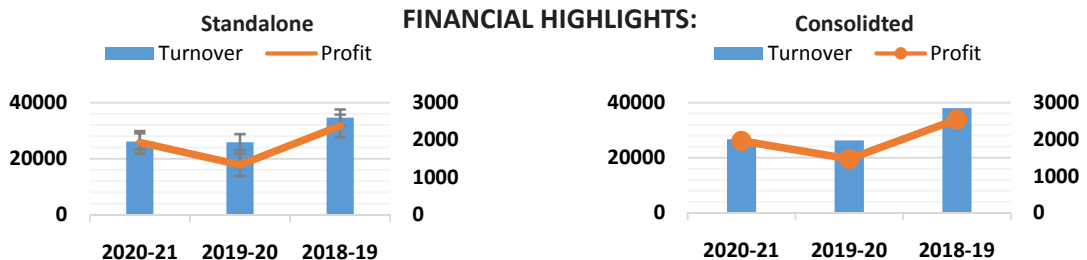 FINANCIAL HIGHLIGHTS:
Standalone
Turnover Profit
40000 3000
2000
20000
1000
0 0
2020-21 2019-20 2018-19
Consolidted
Turnover Profit
40000 3000
2000
20000
1000
0 0
2020-21 2019-20 2018-19